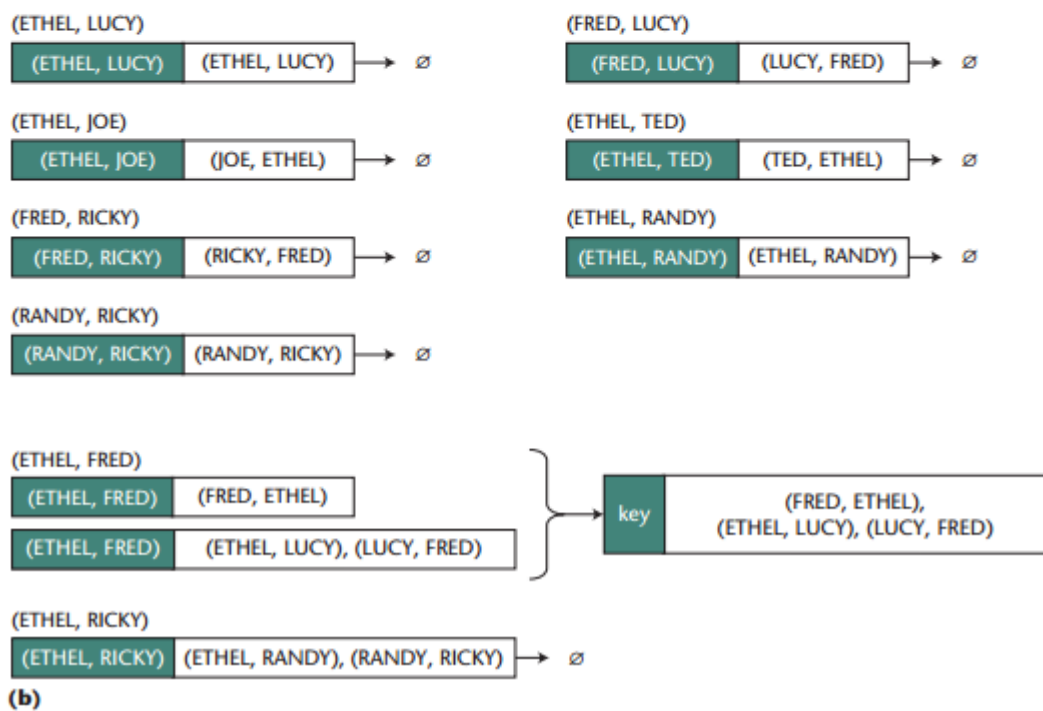 (ETHEL, LUCY)
(ETHEL, LUCY) (ETHEL, LUCY) → ∅
(FRED, LUCY)
(FRED, LUCY) (LUCY, FRED) → ∅
(ETHEL, JOE)
(ETHEL, JOE) (JOE, ETHEL) → ∅
(ETHEL, TED)
(ETHEL, TED) (TED, ETHEL) → ∅
(FRED, RICKY)
(FRED, RICKY) (RICKY, FRED) → ∅
(ETHEL, RANDY)
(ETHEL, RANDY) (ETHEL, RANDY) → ∅
(RANDY, RICKY)
(RANDY, RICKY) (RANDY, RICKY) → ∅
(ETHEL, FRED)
(ETHEL, FRED) (FRED, ETHEL)
(ETHEL, FRED) (ETHEL, LUCY), (LUCY, FRED)
key
(FRED, ETHEL),
(ETHEL, LUCY), (LUCY, FRED)
(ETHEL, RICKY)
(ETHEL, RICKY) (ETHEL, RANDY), (RANDY, RICKY) → ∅
(b)